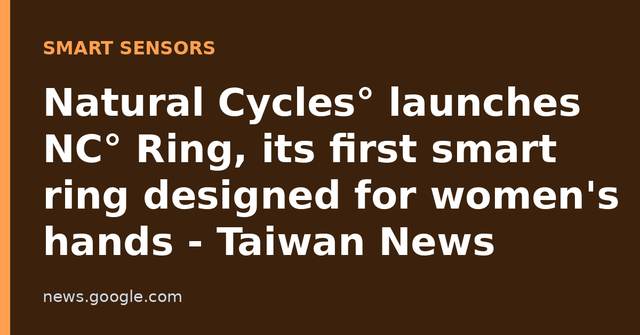 SMART SENSORS
Natural Cycles° launches
NC° Ring, its first smart
ring designed for women's
hands - Taiwan News
news.google.com